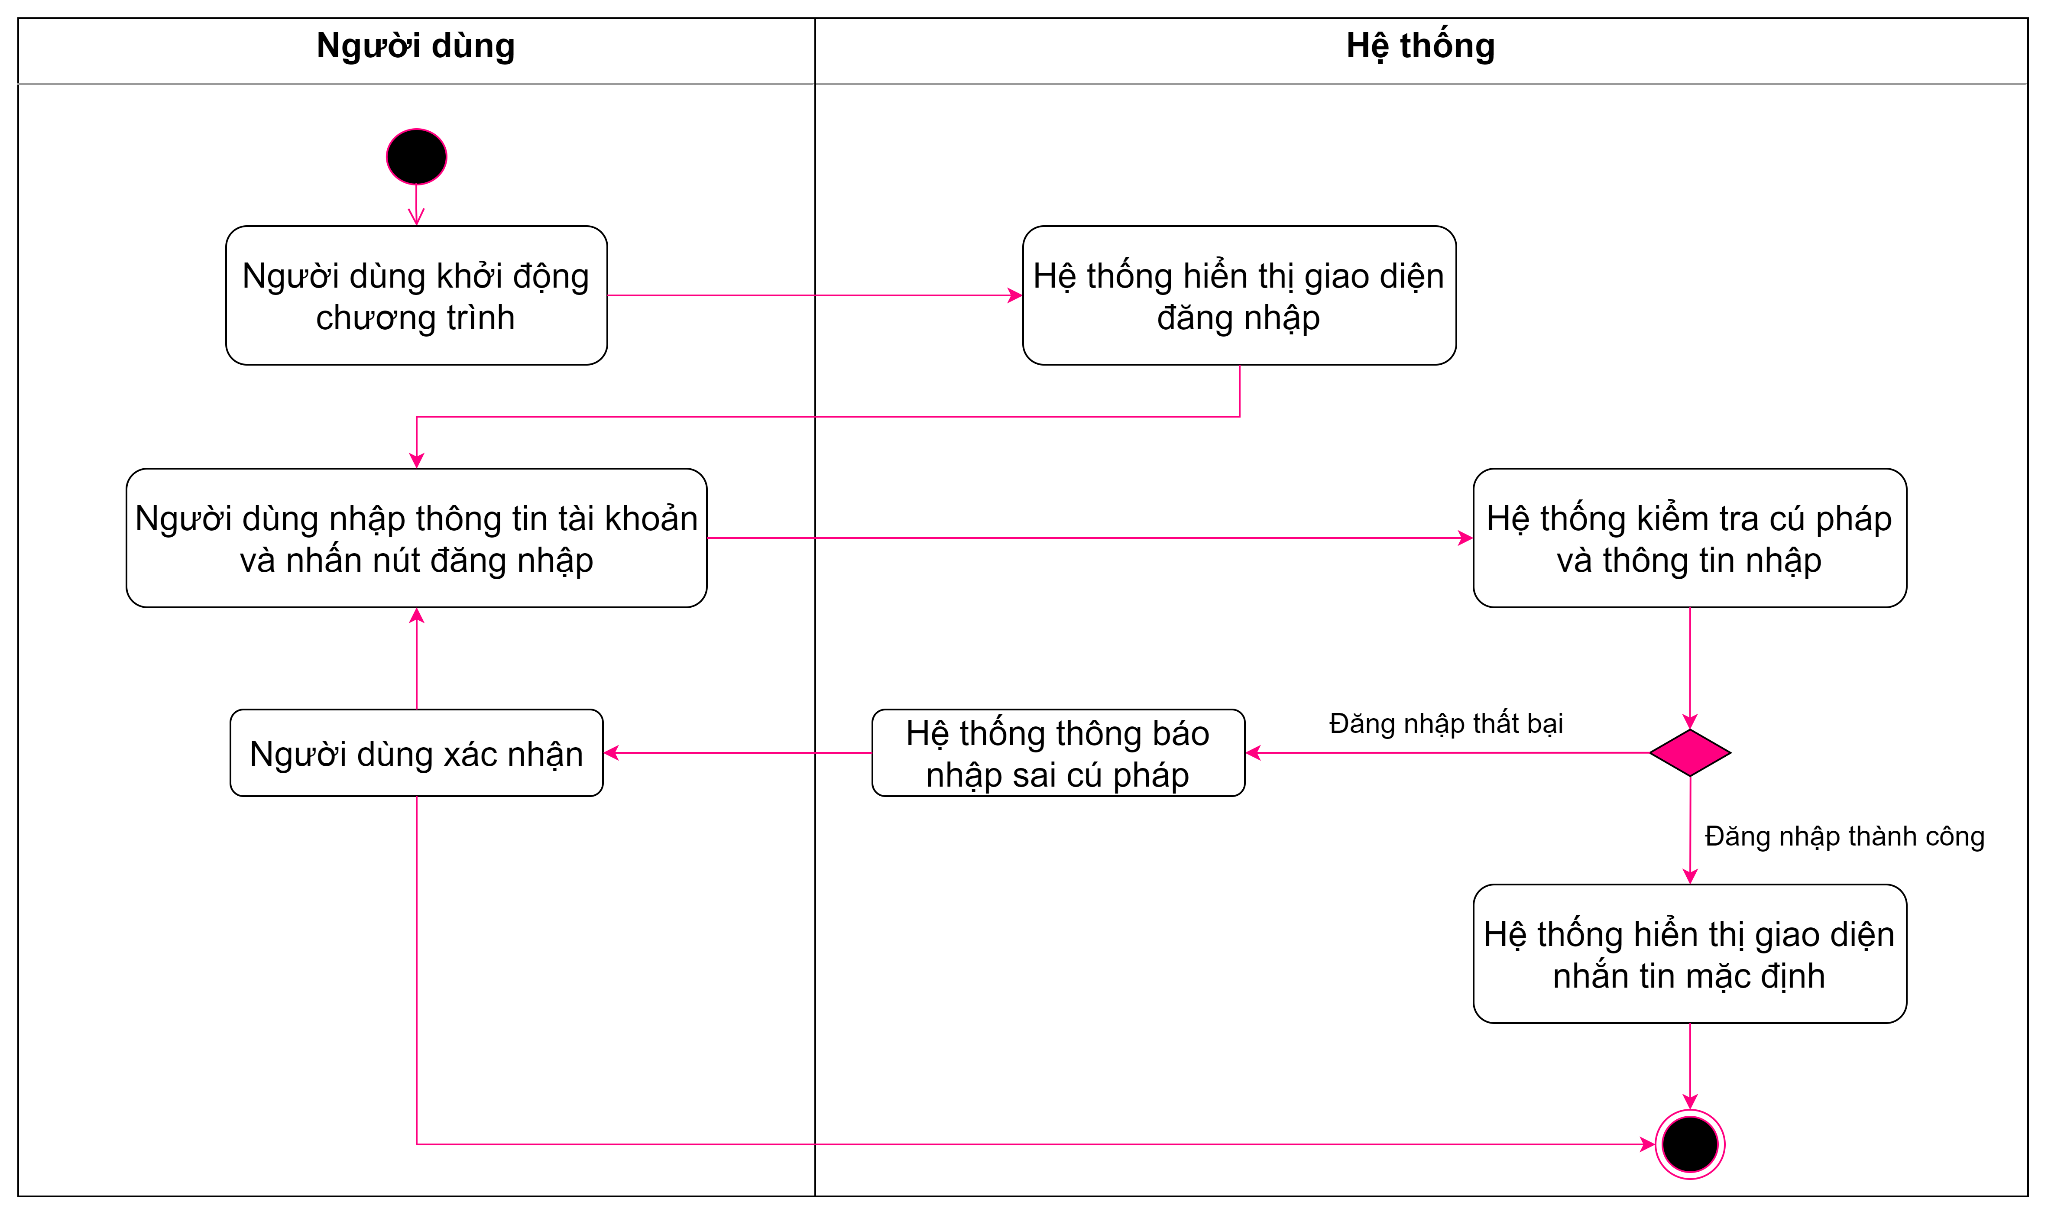 Người dùng
Hệ thống
Người dùng khởi động
chương trình
Hệ thống hiển thị giao diện
đăng nhập
Người dùng nhập thông tin tài khoản
và nhấn nút đăng nhập
Hệ thống kiểm tra cú pháp
và thông tin nhập
Người dùng xác nhận
Hệ thống thông báo
nhập sai cú pháp
Đăng nhập thất bại
Đăng nhập thành công
Hệ thống hiển thị giao diện
nhắn tin mặc định